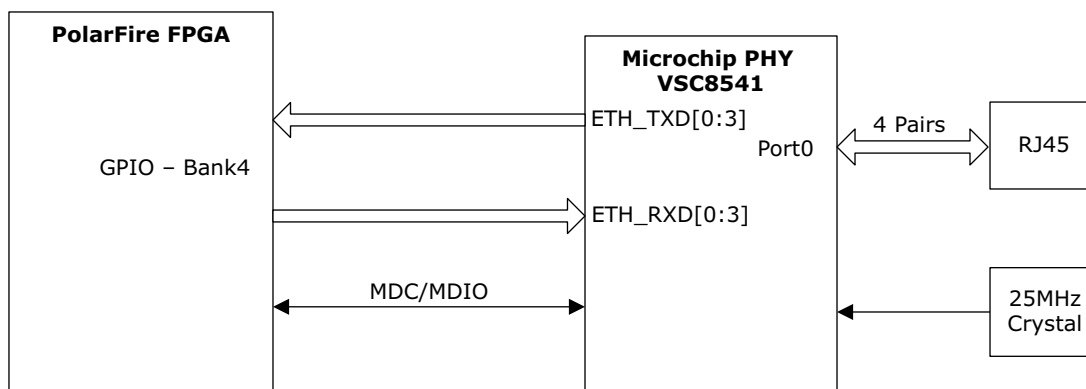 PolarFire FPGA
Microchip PHY
VSC8541
ETH_TXD[0:3]
4 Pairs
Port0
RJ45
GPIO – Bank4
ETH_RXD[0:3]
MDC/MDIO
25MHz
Crystal